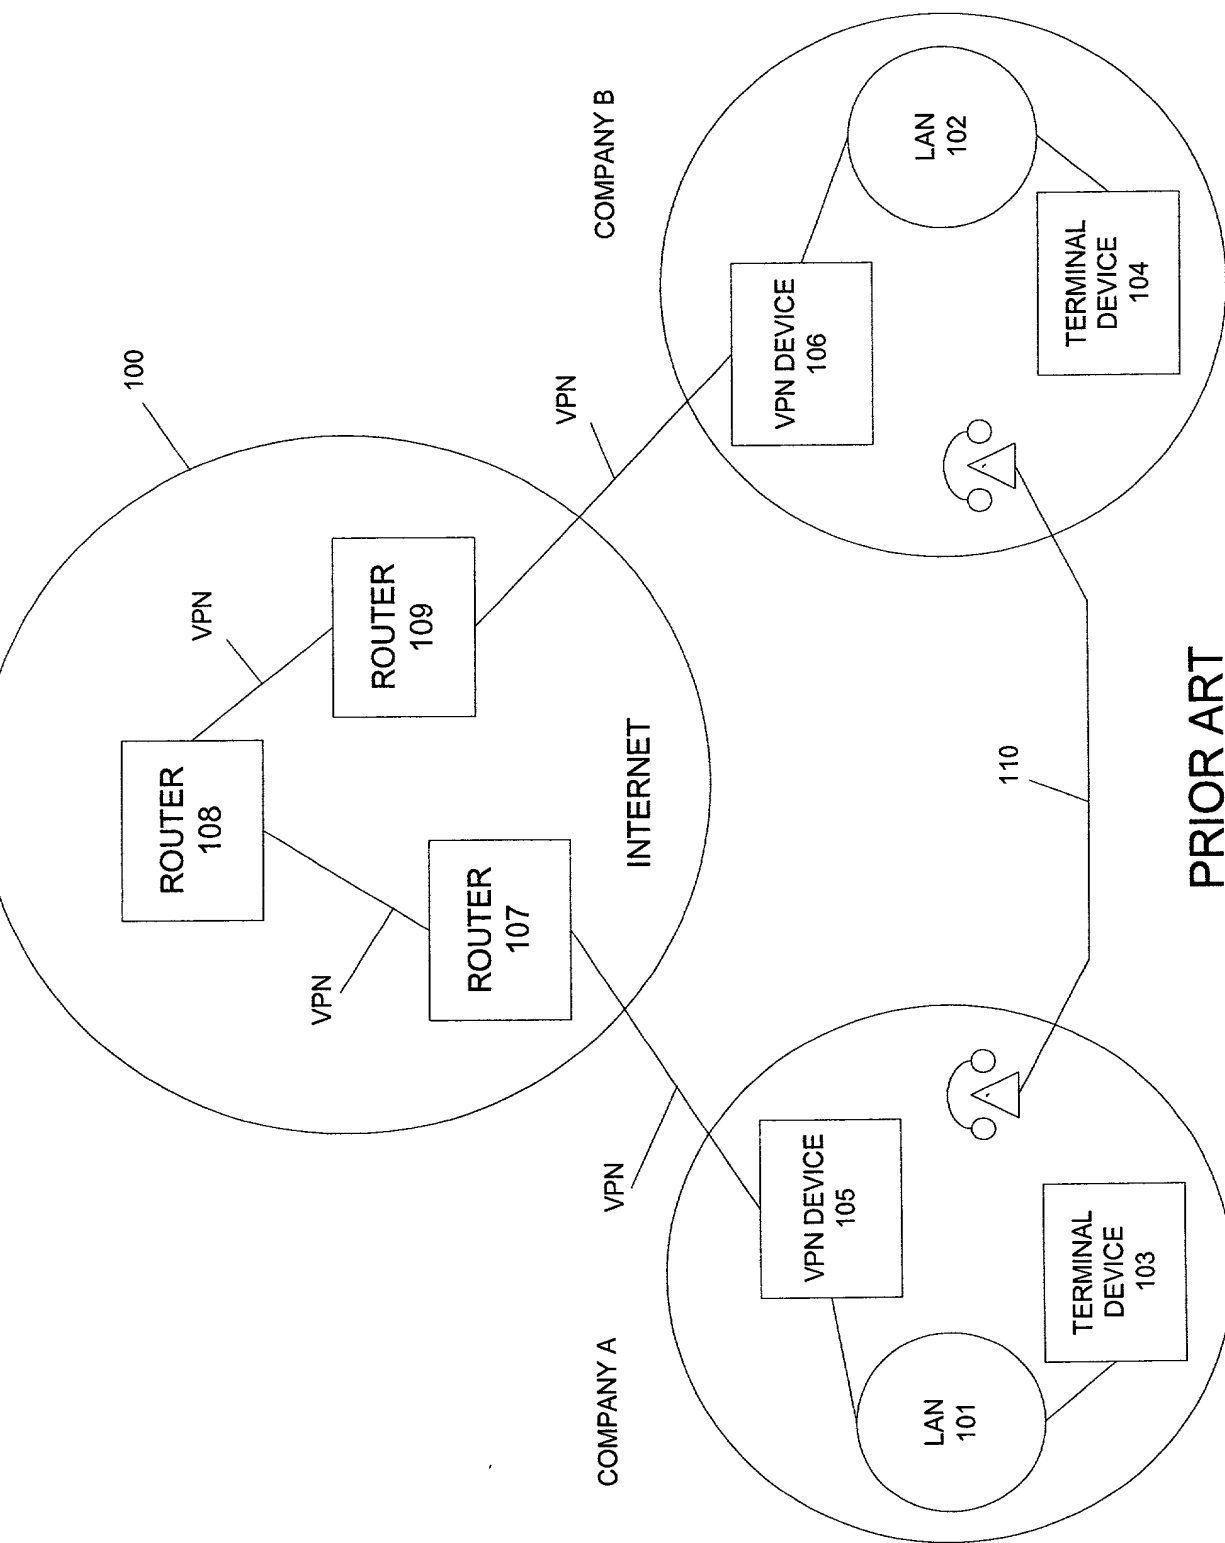 100
VPN
ROUTER
108
ROUTER
109
VPN
ROUTER
107
VPN
INTERNET
VPN
COMPANY A
COMPANY B
VPN DEVICE
105
VPN DEVICE
106
LAN
101
LAN
102
TERMINAL
DEVICE
103
TERMINAL
DEVICE
104
110
PRIOR ART